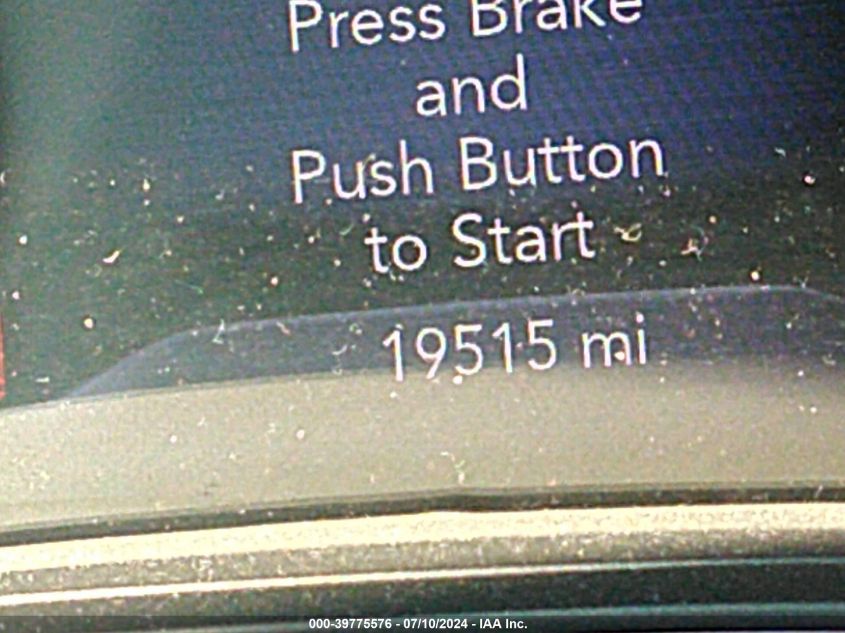 Press Brake
and
Push Button
to Start
19515 mi
000-39775576 - 07/10/2024 - IAA Inc.